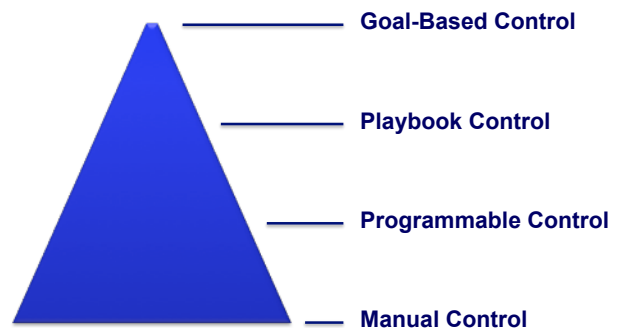 Goal-Based Control
Playbook Control
Programmable Control
Manual Control